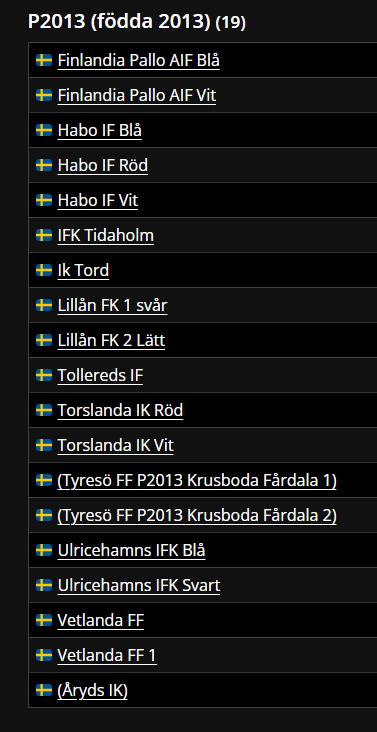 P2013 (födda 2013) (19)
Finlandia Pallo AIF Blå
Finlandia Pallo AIF Vit
Habo IF Blå
Habo IF Röd
Habo IF Vit
IFK Tidaholm
Ik Tord
Lillån FK 1 svår
Lillån FK 2 Lätt
Tollereds IF
Torslanda IK Röd
Torslanda IK Vit
(Tyresö FF P2013 Krusboda Fårdala 1)
(Tyresö FF P2013 Krusboda Fårdala 2)
Ulricehamns IFK Blå
Ulricehamns IFK Svart
Vetlanda FF
Vetlanda FF 1
(Åryds IK)